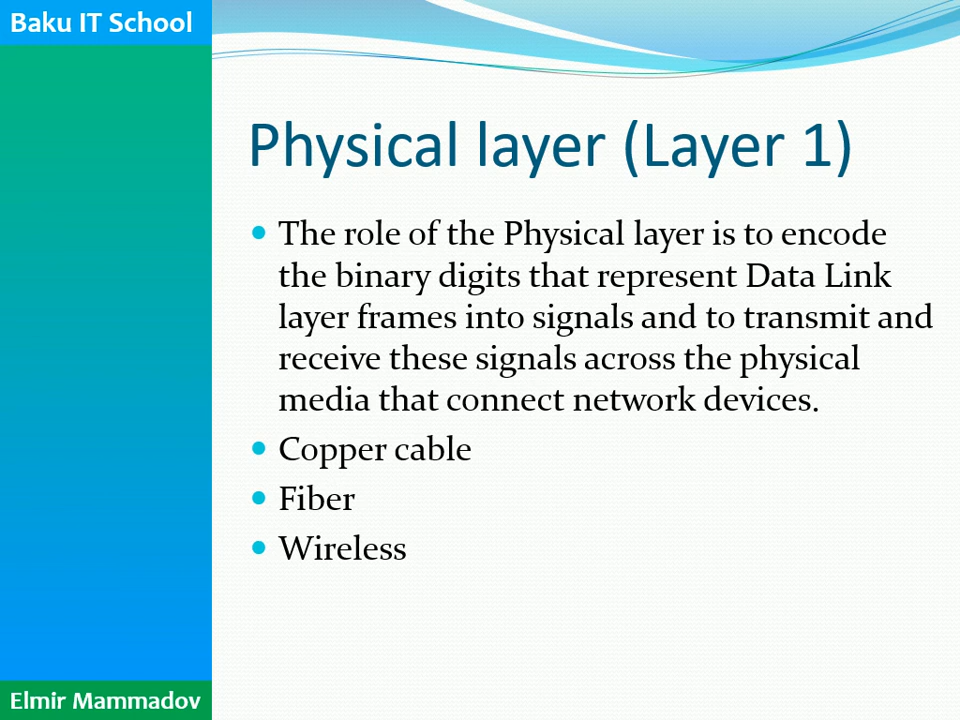 Baku IT School
Physical layer (Layer 1)
The role of the Physical layer is to encode
the binary digits that represent Data Link
layer frames into signals and to transmit and
receive these signals across the physical
media that connect network devices.
Copper cable
Fiber
Wireless
Elmir Mammadov